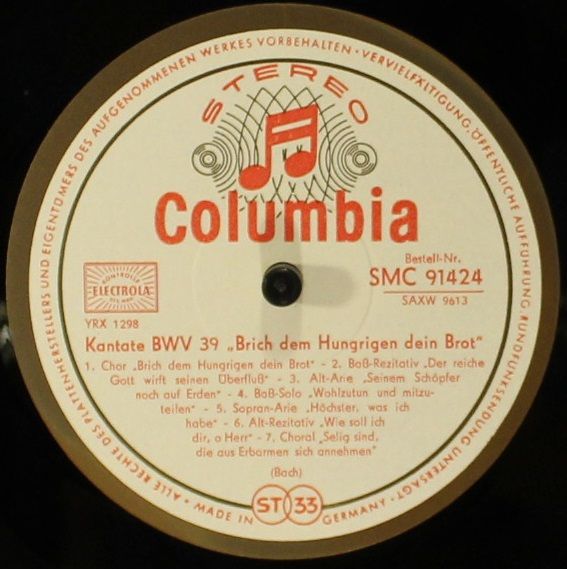 ALLE RECHTE DES PLATTENHERSTELLERS UND EIGENTÜMERS DES AUFGENOMMENEN WERKES VORBEHALTEN · VERVIELFÄLTIGUNG, ÖFFENTLICHE AUFFÜHRUNG, RUNDFUNKSENDUNG UNTERSAGT ·
STEREO
Columbia
KONTROLLE
ELECTROLA
YRX 1298
Bestell-Nr.
SMC 91424
SAXW 9613
Kantate BWV 39 „Brich dem Hungrigen dein Brot"
1. Chor „Brich dem Hungrigen dein Brot" - 2. Baß-Rezitativ „Der reiche
Gott wirft seinen Überfluß" - 3. Alt-Arie „Seinem Schöpfer
noch auf Erden" - 4. Baß-Solo „Wohlzutun und mitzu-
teilen" - 5. Sopran-Arie „Höchster, was ich
habe" - 6. Alt-Rezitativ „Wie soll ich
dir, o Herr" - 7. Choral „Selig sind,
die aus Erbarmen sich annehmen"
(Bach)
MADE IN GERMANY
ST 33